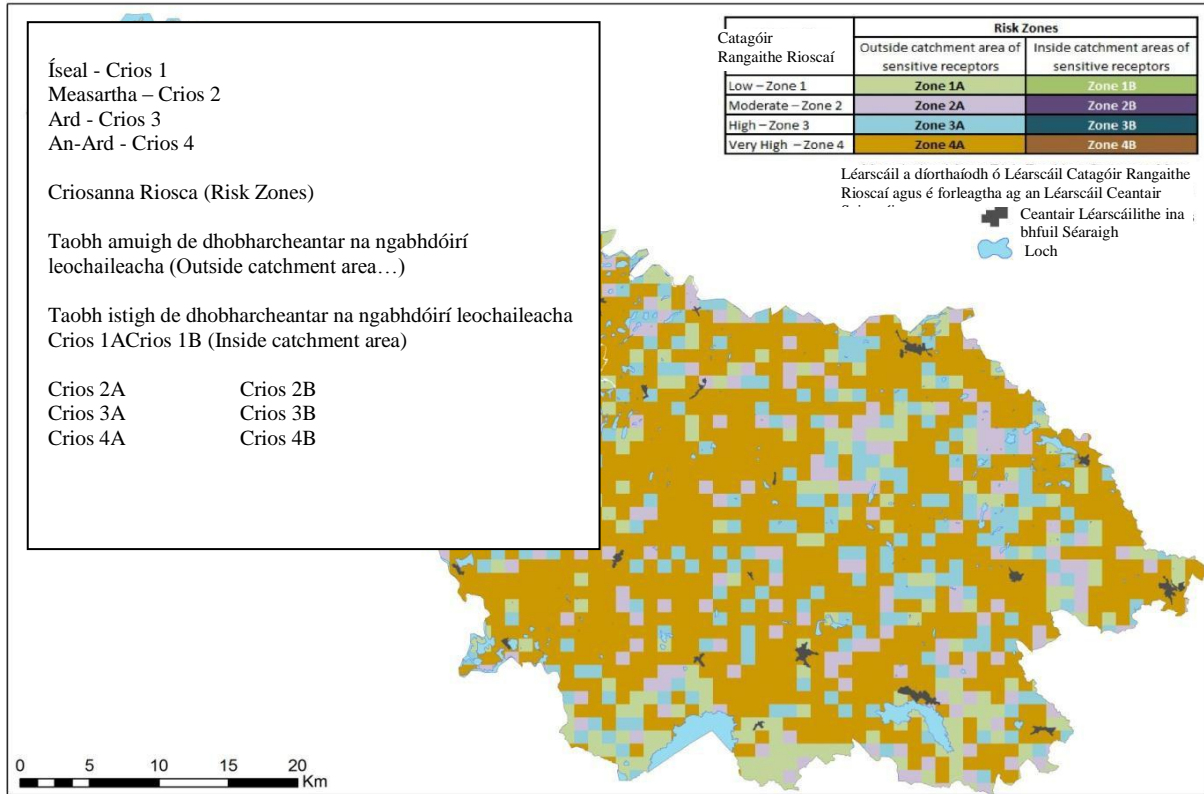 Íseal - Crios 1
Measartha – Crios 2
Ard - Crios 3
An-Ard - Crios 4
Criosanna Riosca (Risk Zones)
Taobh amuigh de dhobharcheantar na ngabhdóirí
leochaileacha (Outside catchment area…)
Taobh istigh de dhobharcheantar na ngabhdóirí leochaileacha
Crios 1ACrios 1B (Inside catchment area)
Crios 2A Crios 2B
Crios 3A Crios 3B
Crios 4A Crios 4B
Catagóir
Rangaithe Rioscaí
Risk Zones
Outside catchment area of
sensitive receptors
Inside catchment areas of
sensitive receptors
Low – Zone 1 Zone 1A Zone 1B
Moderate – Zone 2 Zone 2A Zone 2B
High – Zone 3 Zone 3A Zone 3B
Very High – Zone 4 Zone 4A Zone 4B
Léarscáil a díorthaíodh ó Léarscáil Catagóir Rangaithe
Rioscaí agus é forleagtha ag an Léarscáil Ceantair
Ceantair Léarscáilithe ina
bhfuil Séaraigh
Loch
0 5 10 15 20
Km